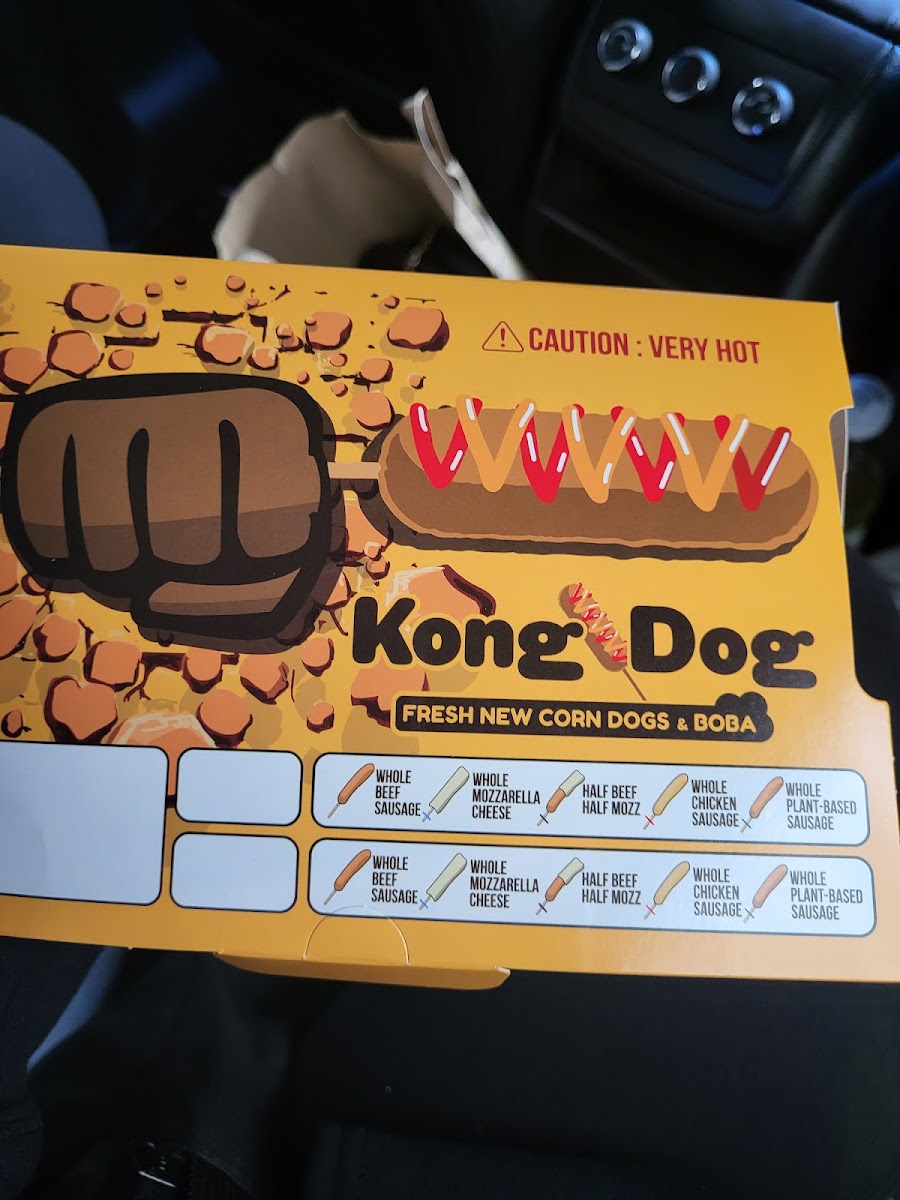 CAUTION : VERY HOT
Kong Dog
FRESH NEW CORN DOGS & BOBA
WHOLE
BEEF
SAUSAGE
WHOLE
MOZZARELLA
CHEESE
HALF BEEF
HALF MOZZ
WHOLE
CHICKEN
SAUSAGE
WHOLE
PLANT-BASED
SAUSAGE
WHOLE
BEEF
SAUSAGE
WHOLE
MOZZARELLA
CHEESE
HALF BEEF
HALF MOZZ
WHOLE
CHICKEN
SAUSAGE
WHOLE
PLANT-BASED
SAUSAGE